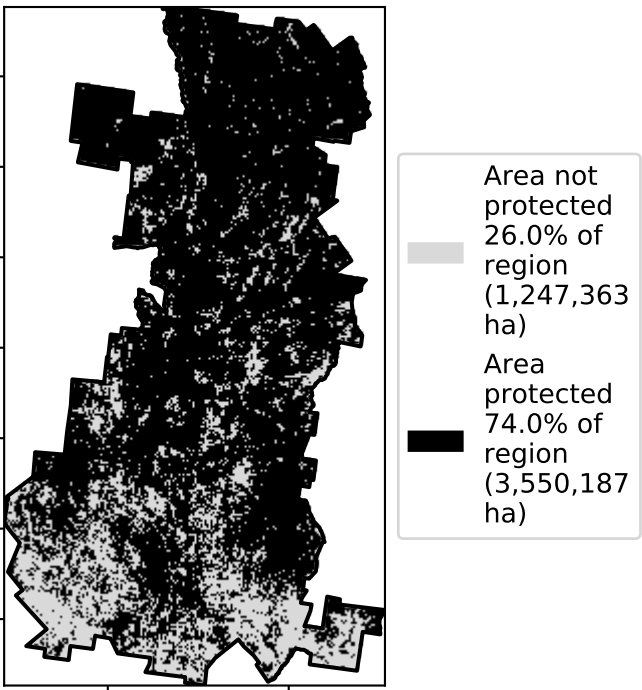 Area not
protected
26.0% of
region
(1,247,363
ha)
Area
protected
74.0% of
region
(3,550,187
ha)